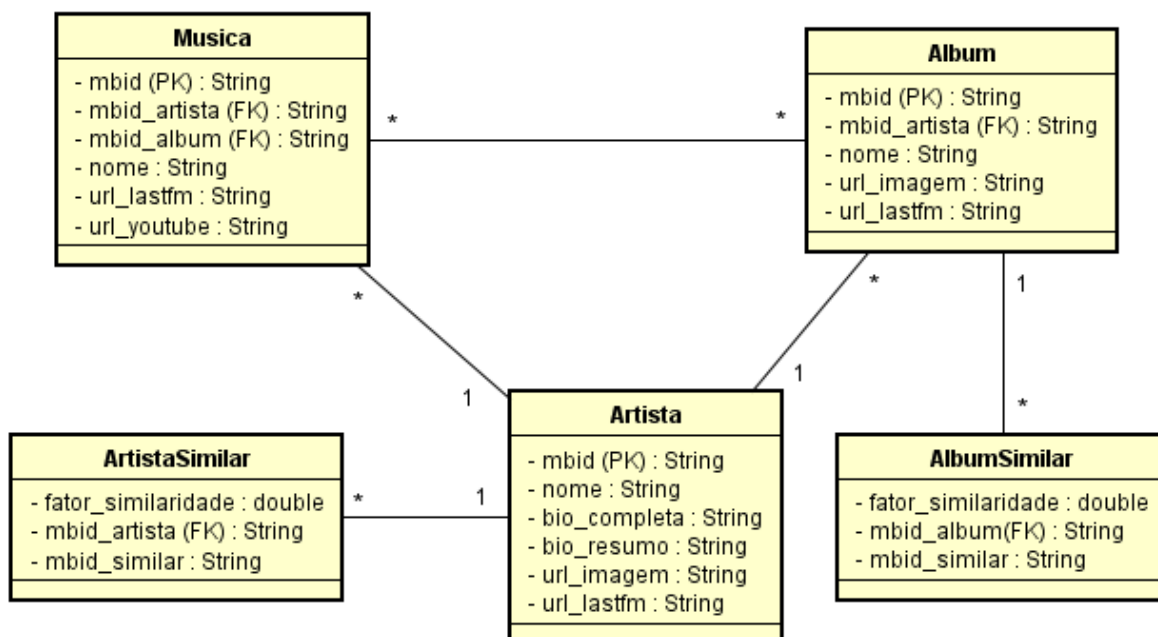 Musica
- mbid (PK) : String
- mbid_artista (FK) : String
- mbid_album (FK) : String
- nome : String
- url_lastfm : String
- url_youtube : String
Album
- mbid (PK) : String
- mbid_artista (FK) : String
- nome : String
- url_imagem : String
- url_lastfm : String
*
*
*
1
*
1
1
*
ArtistaSimilar
- fator_similaridade : double
- mbid_artista (FK) : String
- mbid_similar : String
*
1
Artista
- mbid (PK) : String
- nome : String
- bio_completa : String
- bio_resumo : String
- url_imagem : String
- url_lastfm : String
AlbumSimilar
- fator_similaridade : double
- mbid_album(FK) : String
- mbid_similar : String